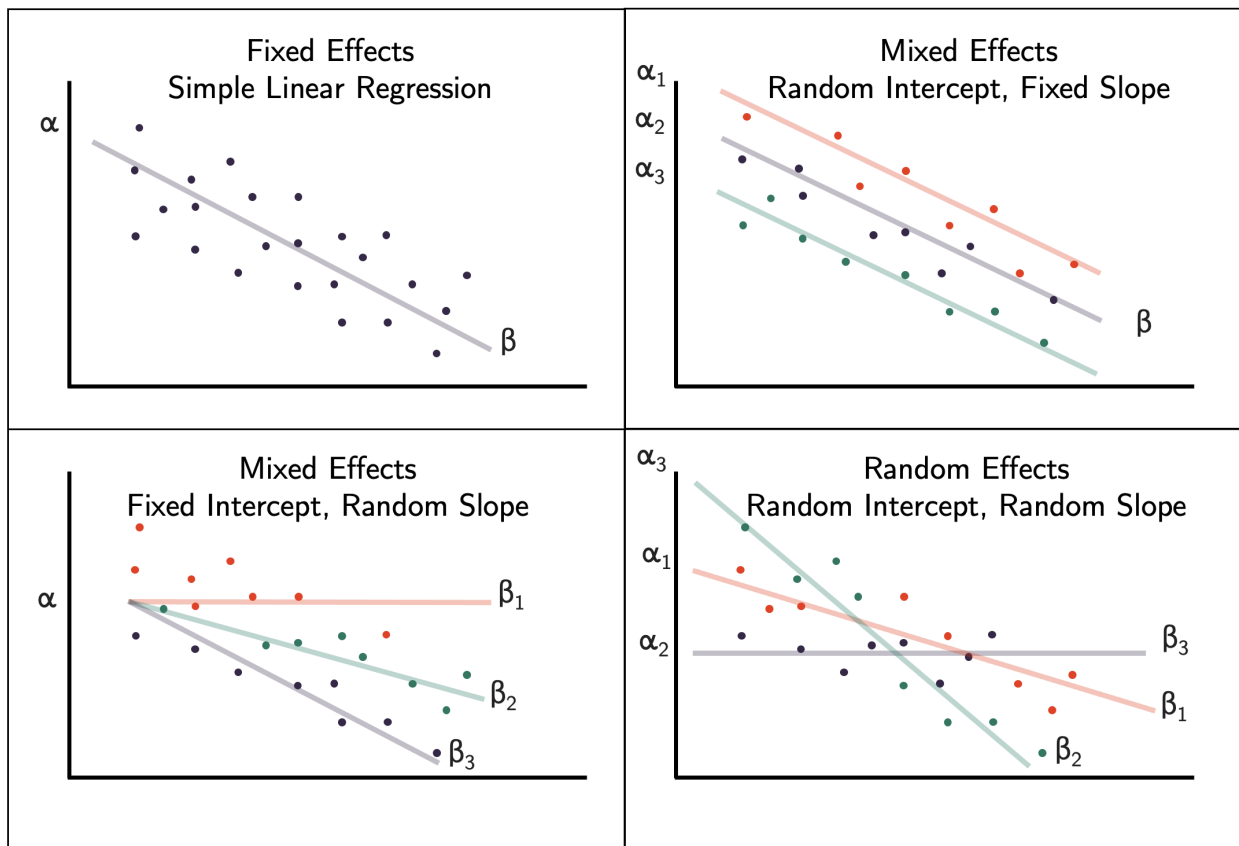 Fixed Effects
Simple Linear Regression
α
β
Mixed Effects
Random Intercept, Fixed Slope
α₁
α₂
α₃
β
Mixed Effects
Fixed Intercept, Random Slope
α
β₁
β₂
β₃
Random Effects
Random Intercept, Random Slope
α₃
α₁
α₂
β₃
β₁
β₂